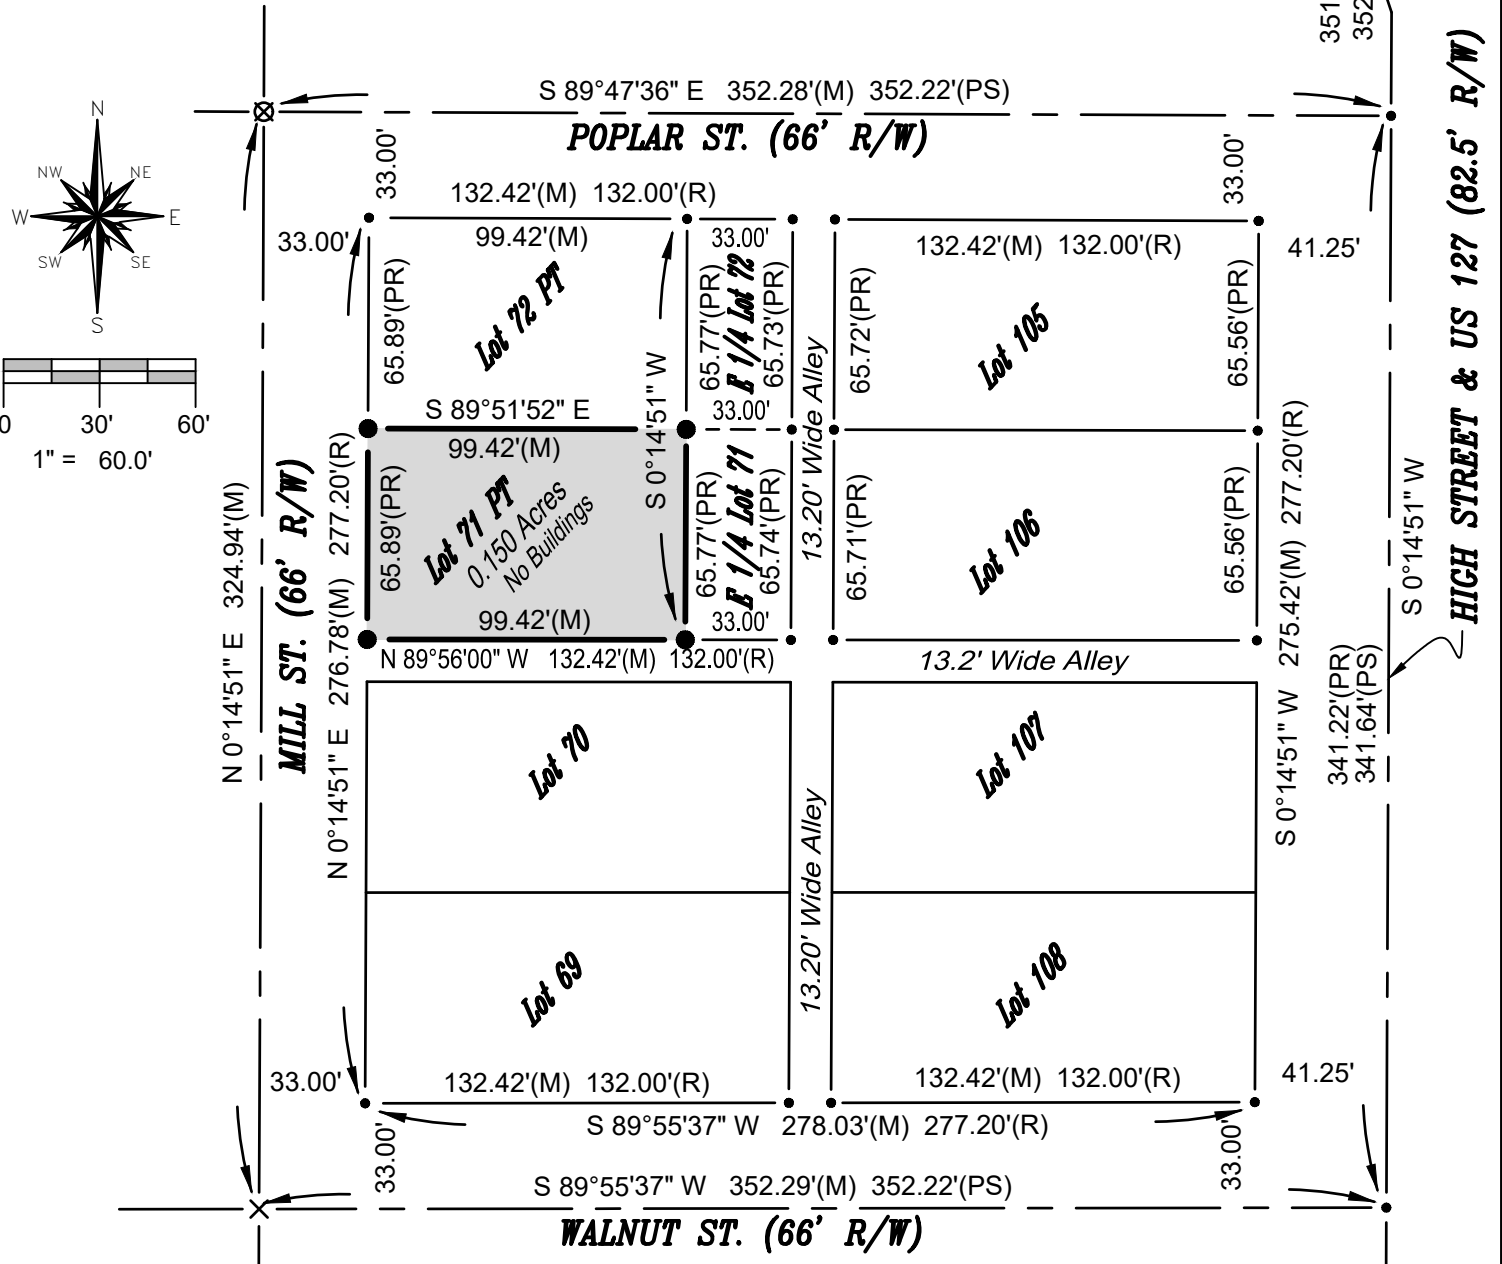 351
352
S 89°47'36" E 352.28'(M) 352.22'(PS)
POPLAR ST. (66' R/W)
HIGH STREET & US 127 (82.5' R/W)
N
NW
NE
W
E
SW
SE
S
33.00'
132.42'(M) 132.00'(R)
33.00'
33.00'
99.42'(M)
33.00'
132.42'(M) 132.00'(R)
41.25'
65.89'(PR)
Lot 72 PT
65.77'(PR)
E 1/4 Lot 72
65.73'(PR)
65.72'(PR)
Lot 105
65.56'(PR)
13.20' Wide Alley
0
30'
60'
1" = 60.0'
S 89°51'52" E
S 0°14'51" W
33.00'
99.42'(M)
65.89'(PR)
Lot 71 PT
0.150 Acres
No Buildings
65.77'(PR)
E 1/4 Lot 71
65.74'(PR)
65.71'(PR)
Lot 106
65.56'(PR)
99.42'(M)
33.00'
N 89°56'00" W 132.42'(M) 132.00'(R)
13.2' Wide Alley
N 0°14'51" E 324.94'(M)
MILL ST. (66' R/W)
N 0°14'51" E 276.78'(M) 277.20'(R)
S 0°14'51" W 275.42'(M) 277.20'(R)
341.22'(PR)
341.64'(PS)
S 0°14'51" W
Lot 70
Lot 107
13.20' Wide Alley
Lot 69
Lot 108
33.00'
132.42'(M) 132.00'(R)
132.42'(M) 132.00'(R)
41.25'
33.00'
S 89°55'37" W 278.03'(M) 277.20'(R)
33.00'
S 89°55'37" W 352.29'(M) 352.22'(PS)
WALNUT ST. (66' R/W)